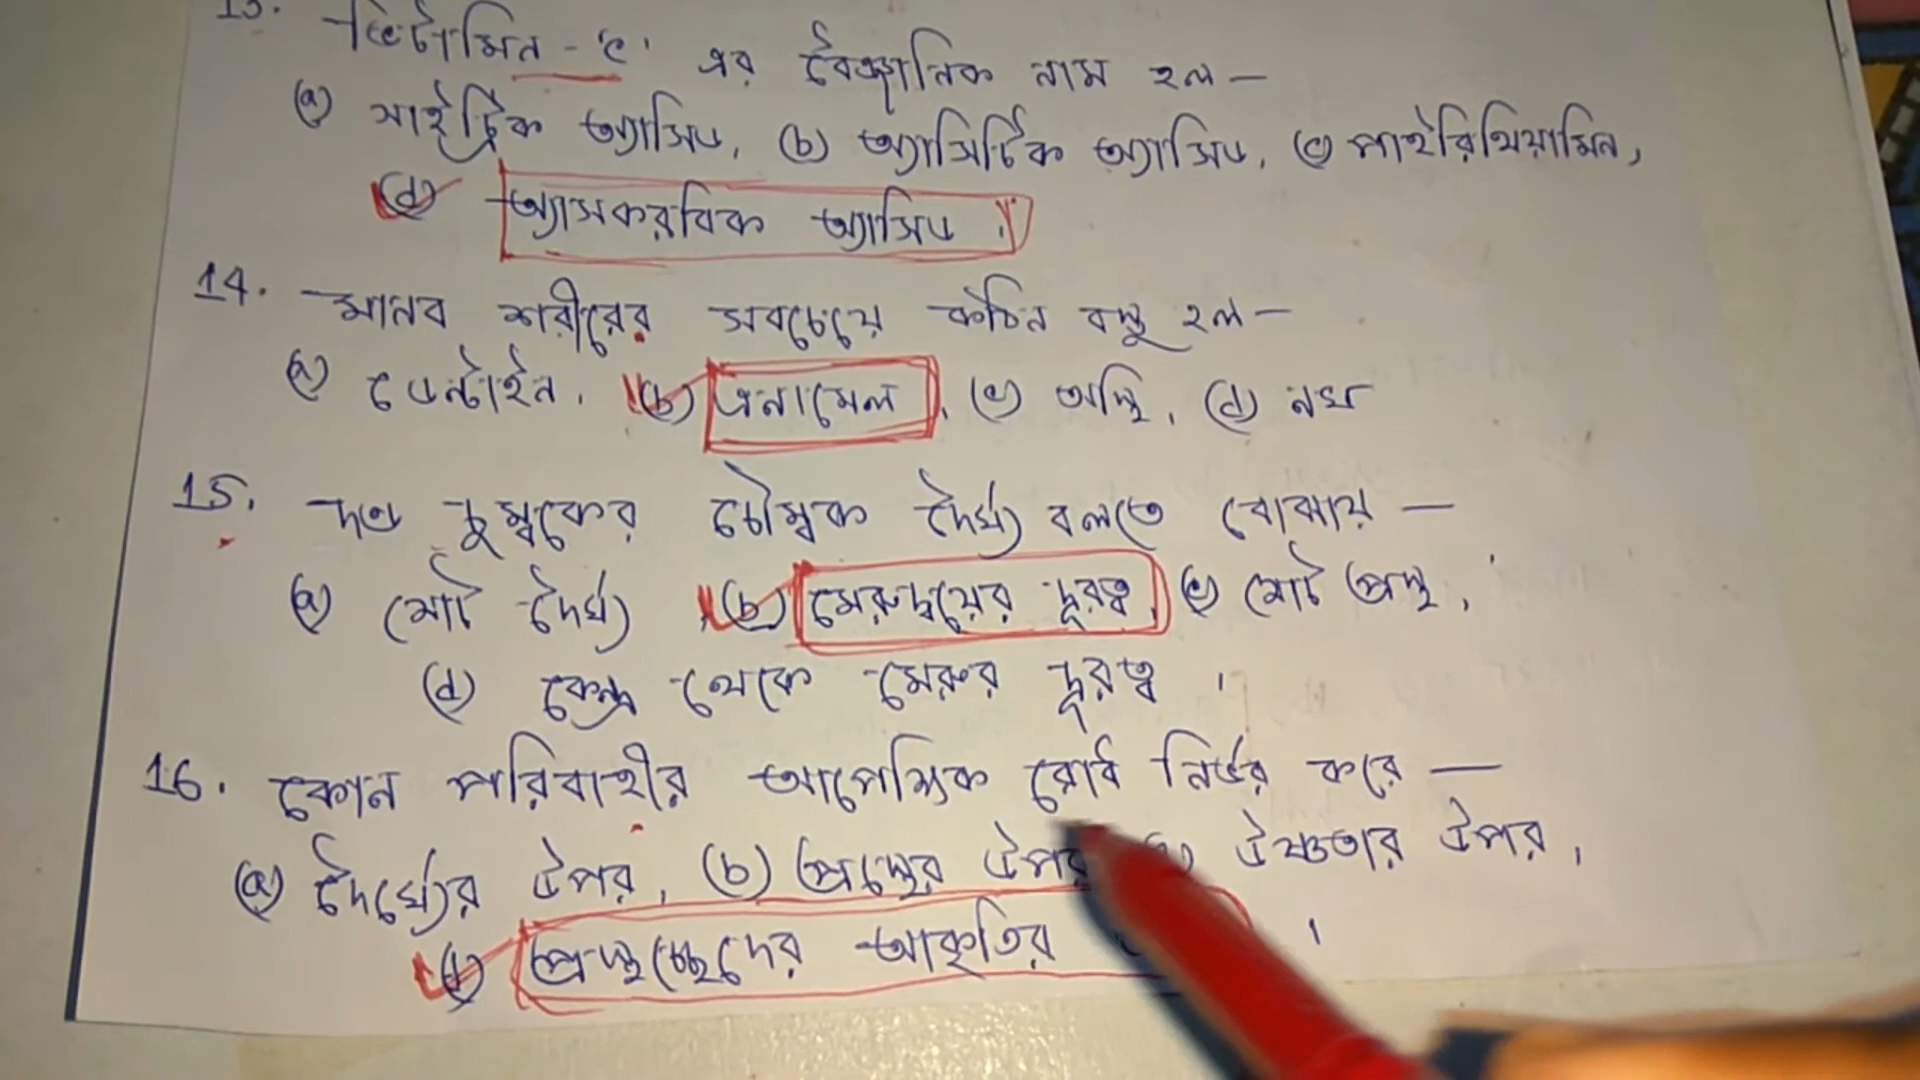 13. ভিটামিন - 'c' এর বৈজ্ঞানিক নাম হল —
(a) সাইট্রিক অ্যাসিড, (b) অ্যাসিটিক অ্যাসিড, (c) পাইরিথিয়ামিন,
(d) অ্যাসকরবিক অ্যাসিড।
14. মানব শরীরের সবচেয়ে কঠিন বস্তু হল —
(a) ডেন্টাইন, (b) এনামেল, (c) অস্থি, (d) নখ
15. দণ্ড চুম্বকের চৌম্বক দৈর্ঘ্য বলতে বোঝায় —
(a) মোট দৈর্ঘ্য (b) মেরুদ্বয়ের দূরত্ব, (c) মোট প্রস্থ,
(d) কেন্দ্র থেকে মেরুর দূরত্ব।
16. কোন পরিবাহীর আপেক্ষিক রোধ নির্ভর করে —
(a) দৈর্ঘ্যের উপর, (b) প্রস্থের উপর উষ্ণতার উপর,
(d) প্রস্থচ্ছেদের আকৃতির ।